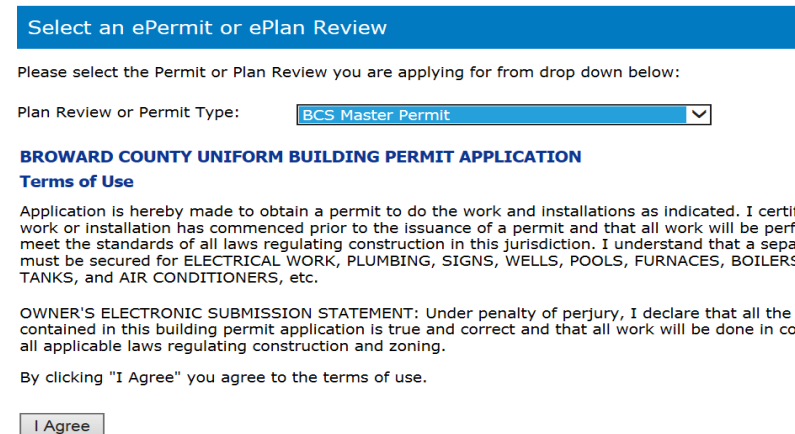 Select an ePermit or ePlan Review
Please select the Permit or Plan Review you are applying for from drop down below:
Plan Review or Permit Type: BCS Master Permit
BROWARD COUNTY UNIFORM BUILDING PERMIT APPLICATION
Terms of Use
Application is hereby made to obtain a permit to do the work and installations as indicated. I certif
work or installation has commenced prior to the issuance of a permit and that all work will be perf
meet the standards of all laws regulating construction in this jurisdiction. I understand that a sepa
must be secured for ELECTRICAL WORK, PLUMBING, SIGNS, WELLS, POOLS, FURNACES, BOILERS
TANKS, and AIR CONDITIONERS, etc.
OWNER'S ELECTRONIC SUBMISSION STATEMENT: Under penalty of perjury, I declare that all the
contained in this building permit application is true and correct and that all work will be done in co
all applicable laws regulating construction and zoning.
By clicking "I Agree" you agree to the terms of use.
I Agree